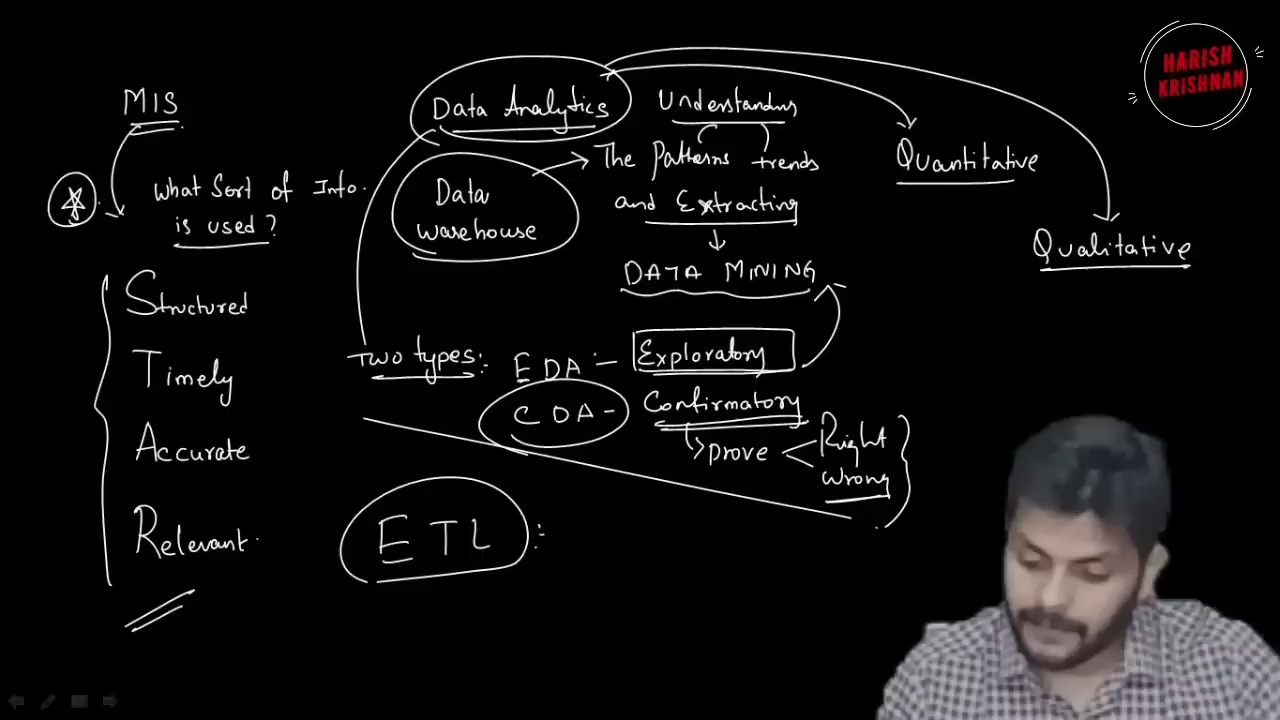 HARISH
KRISHNAN
MIS
What Sort of Info.
is used?
Structured
Timely
Accurate
Relevant.
Data Analytics
Data
warehouse
Understanding
The Patterns trends
and Extracting
DATA MINING
Quantitative
Qualitative
Two types:-
EDA :- Exploratory
CDA - Confirmatory
prove
Right
wrong
ETL :